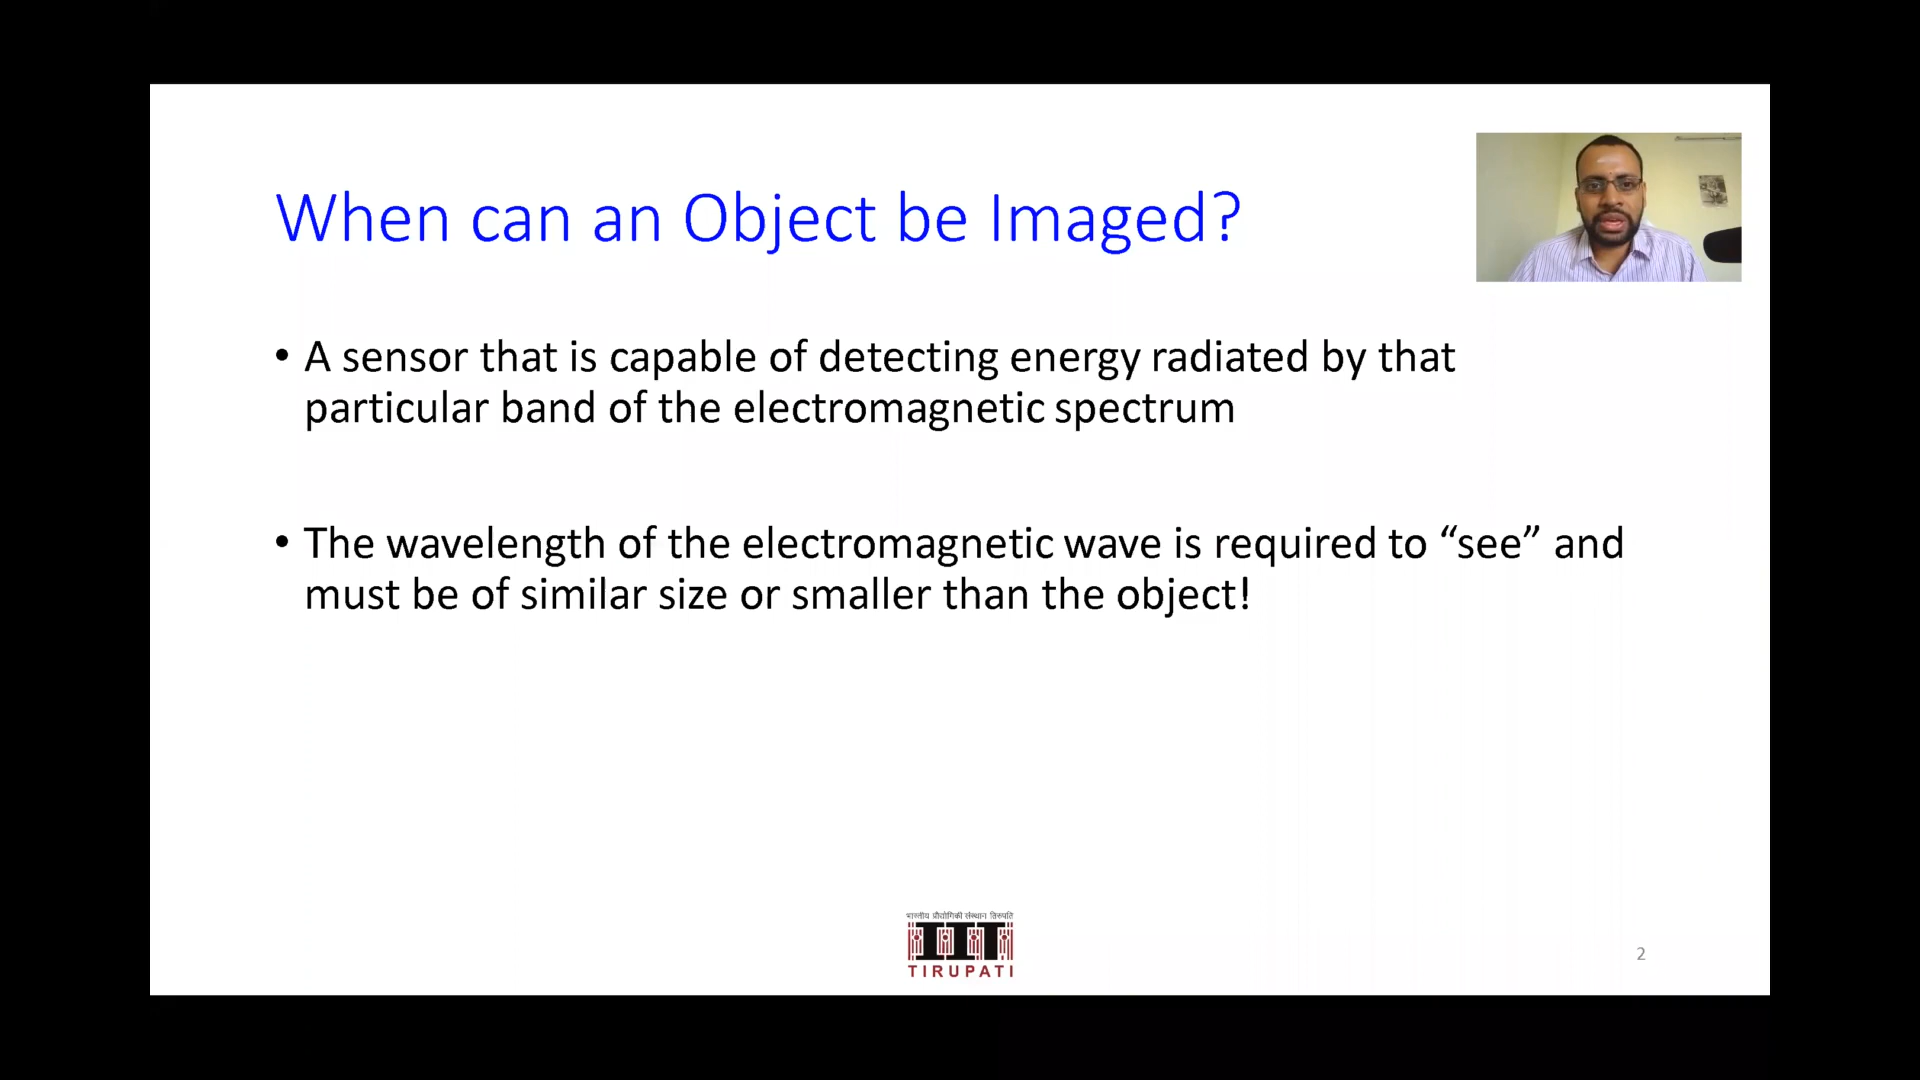 When can an Object be Imaged?
• A sensor that is capable of detecting energy radiated by that
particular band of the electromagnetic spectrum
• The wavelength of the electromagnetic wave is required to “see” and
must be of similar size or smaller than the object!
भारतीय प्रौद्योगिकी संस्थान तिरुपति
IIT
TIRUPATI
2